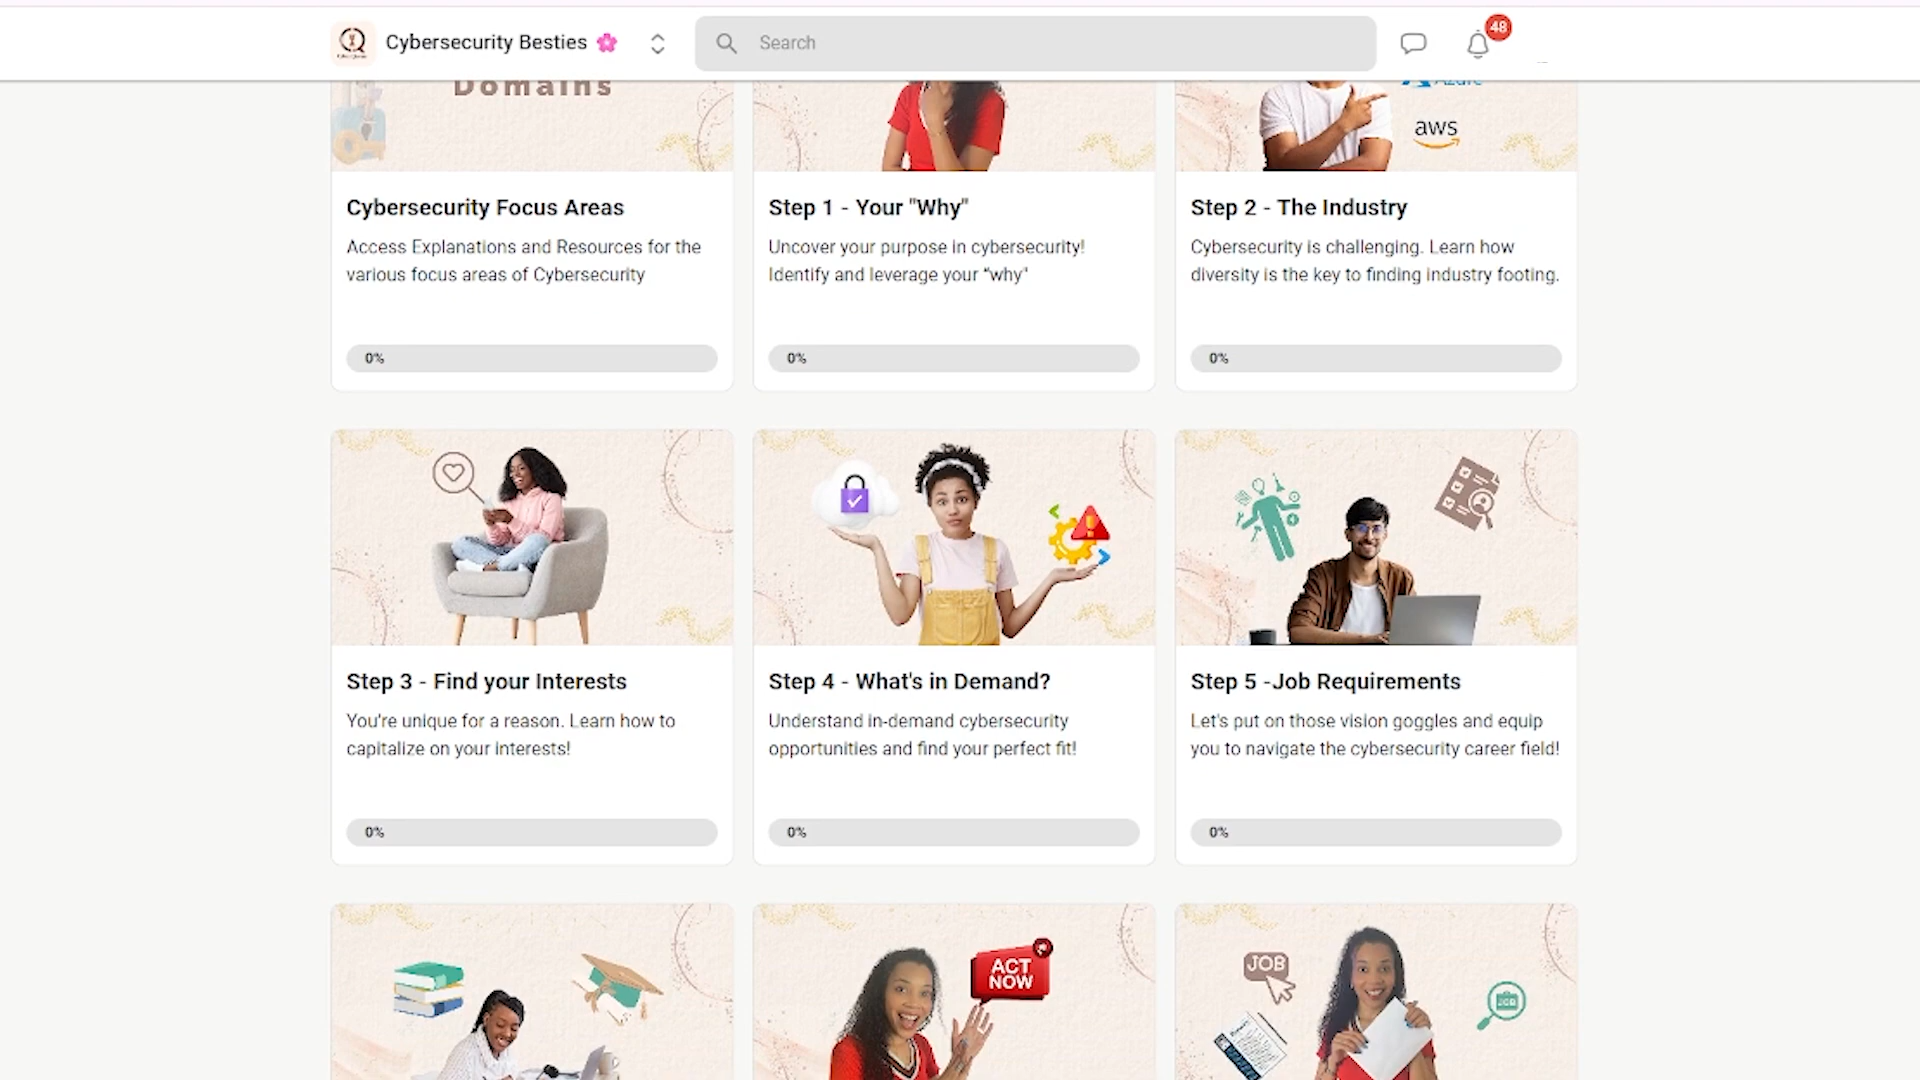 Cybersecurity Besties
Search
48
Domains
Azure
aws
Cybersecurity Focus Areas
Access Explanations and Resources for the
various focus areas of Cybersecurity
0%
Step 1 - Your "Why"
Uncover your purpose in cybersecurity!
Identify and leverage your “why"
0%
Step 2 - The Industry
Cybersecurity is challenging. Learn how
diversity is the key to finding industry footing.
0%
Step 3 - Find your Interests
You're unique for a reason. Learn how to
capitalize on your interests!
0%
Step 4 - What's in Demand?
Understand in-demand cybersecurity
opportunities and find your perfect fit!
0%
Step 5 -Job Requirements
Let's put on those vision goggles and equip
you to navigate the cybersecurity career field!
0%
ACT
NOW
JOB
JOB